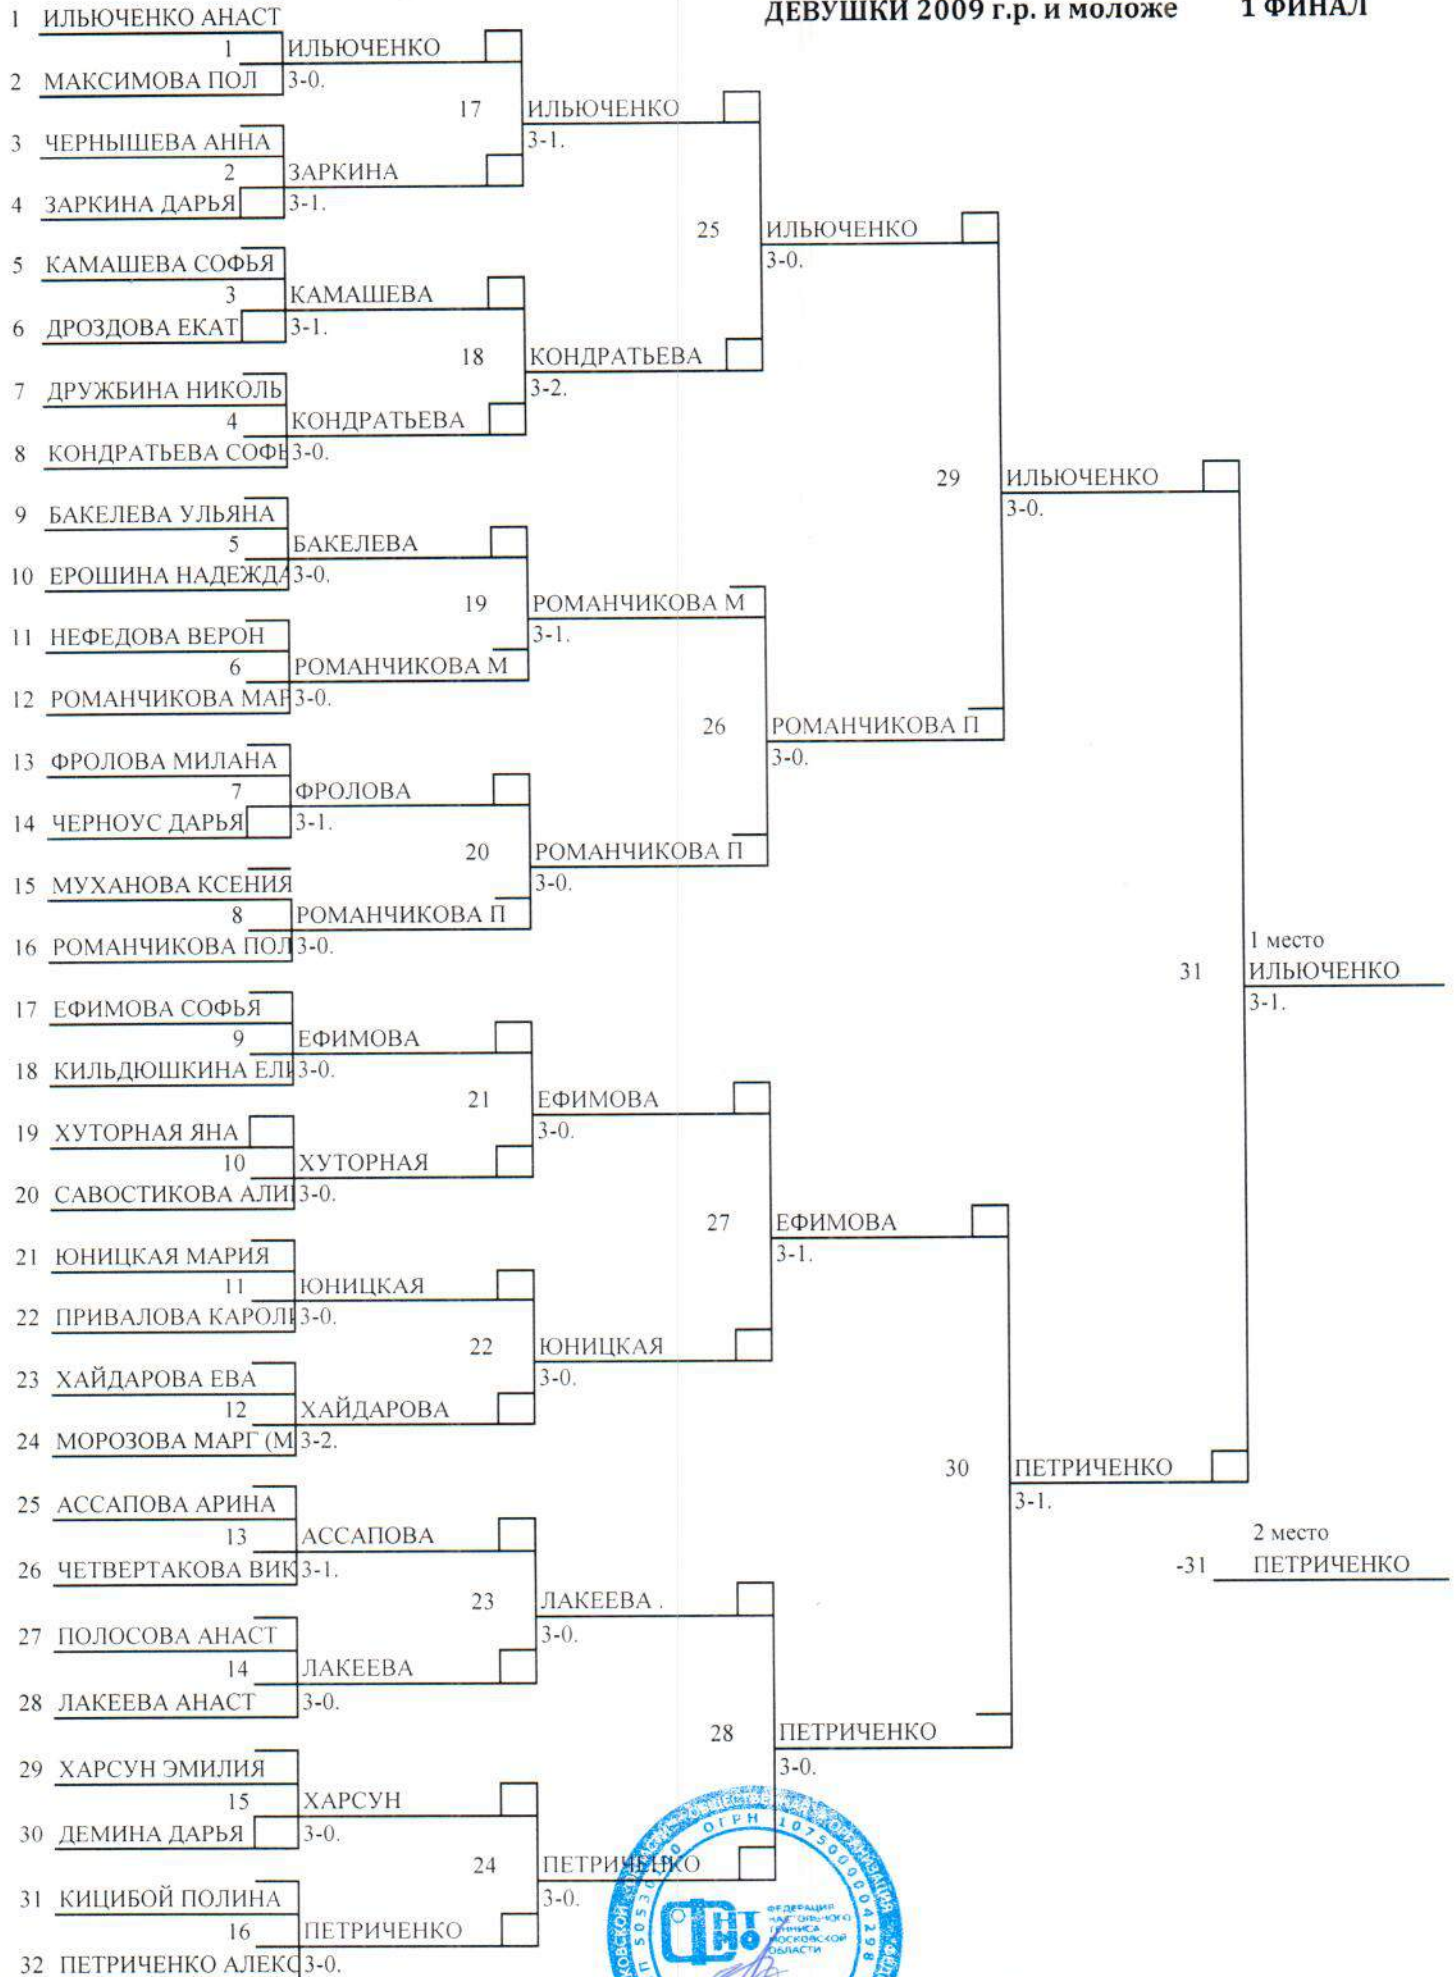 ДЕВУШКИ 2009 г.р. и моложе 1 ФИНАЛ
1 ИЛЬЮЧЕНКО АНАСТ
1 ИЛЬЮЧЕНКО
2 МАКСИМОВА ПОЛ 3-0.
17 ИЛЬЮЧЕНКО
3 ЧЕРНЫШЕВА АННА 3-1.
2 ЗАРКИНА
4 ЗАРКИНА ДАРЬЯ 3-1.
25 ИЛЬЮЧЕНКО
5 КАМАШЕВА СОФЬЯ 3-0.
3 КАМАШЕВА
6 ДРОЗДОВА ЕКАТ 3-1.
18 КОНДРАТЬЕВА
7 ДРУЖБИНА НИКОЛЬ 3-2.
4 КОНДРАТЬЕВА
8 КОНДРАТЬЕВА СОФЬ 3-0.
29 ИЛЬЮЧЕНКО
9 БАКЕЛЕВА УЛЬЯНА 3-0.
5 БАКЕЛЕВА
10 ЕРОШИНА НАДЕЖДА 3-0.
19 РОМАНЧИКОВА М
11 НЕФЕДОВА ВЕРОН 3-1.
6 РОМАНЧИКОВА М
12 РОМАНЧИКОВА МАР 3-0.
26 РОМАНЧИКОВА П
13 ФРОЛОВА МИЛАНА 3-0.
7 ФРОЛОВА
14 ЧЕРНОУС ДАРЬЯ 3-1.
20 РОМАНЧИКОВА П
15 МУХАНОВА КСЕНИЯ 3-0.
8 РОМАНЧИКОВА П
16 РОМАНЧИКОВА ПОЛ 3-0.
1 место
31 ИЛЬЮЧЕНКО
17 ЕФИМОВА СОФЬЯ 3-1.
9 ЕФИМОВА
18 КИЛЬДЮШКИНА ЕЛИ 3-0.
21 ЕФИМОВА
19 ХУТОРНАЯ ЯНА 3-0.
10 ХУТОРНАЯ
20 САВОСТИКОВА АЛИ 3-0.
27 ЕФИМОВА
21 ЮНИЦКАЯ МАРИЯ 3-1.
11 ЮНИЦКАЯ
22 ПРИВАЛОВА КАРОЛИ 3-0.
22 ЮНИЦКАЯ
23 ХАЙДАРОВА ЕВА 3-0.
12 ХАЙДАРОВА
24 МОРОЗОВА МАРГ (М 3-2.
30 ПЕТРИЧЕНКО
25 АССАПОВА АРИНА 3-1.
13 АССАПОВА
2 место
26 ЧЕТВЕРТАКОВА ВИК 3-1.
-31 ПЕТРИЧЕНКО
23 ЛАКЕЕВА .
27 ПОЛОСОВА АНАСТ 3-0.
14 ЛАКЕЕВА
28 ЛАКЕЕВА АНАСТ 3-0.
28 ПЕТРИЧЕНКО
29 ХАРСУН ЭМИЛИЯ 3-0.
15 ХАРСУН
30 ДЕМИНА ДАРЬЯ 3-0.
24 ПЕТРИЧЕНКО
31 КИЦИБОЙ ПОЛИНА 3-0.
16 ПЕТРИЧЕНКО
32 ПЕТРИЧЕНКО АЛЕКС 3-0.
ОБЩЕСТВЕННАЯ ОРГАНИЗАЦИЯ
ОГРН 1075000004298
ФЕДЕРАЦИЯ
НАСТОЛЬНОГО
ТЕННИСА
МОСКОВСКОЙ
ОБЛАСТИ